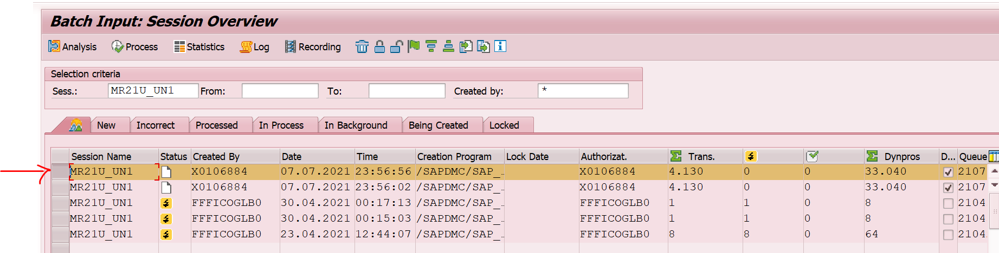 Batch Input: Session Overview
Analysis Process Statistics Log Recording
Selection criteria
Sess.: MR21U_UN1 From: To: Created by: *
New Incorrect Processed In Process In Background Being Created Locked
Session Name Status Created By Date Time Creation Program Lock Date Authorizat. Trans. Dynpros D... Queue
MR21U_UN1 X0106884 07.07.2021 23:56:56 /SAPDMC/SAP_… X0106884 4.130 0 0 33.040 2107
MR21U_UN1 X0106884 07.07.2021 23:56:02 /SAPDMC/SAP_… X0106884 4.130 0 0 33.040 2107
MR21U_UN1 FFFICOGLB0 30.04.2021 00:17:13 /SAPDMC/SAP_… FFFICOGLB0 1 1 0 8 2104
MR21U_UN1 FFFICOGLB0 30.04.2021 00:15:03 /SAPDMC/SAP_… FFFICOGLB0 1 1 0 8 2104
MR21U_UN1 FFFICOGLB0 23.04.2021 12:44:07 /SAPDMC/SAP_… FFFICOGLB0 8 8 0 64 2104